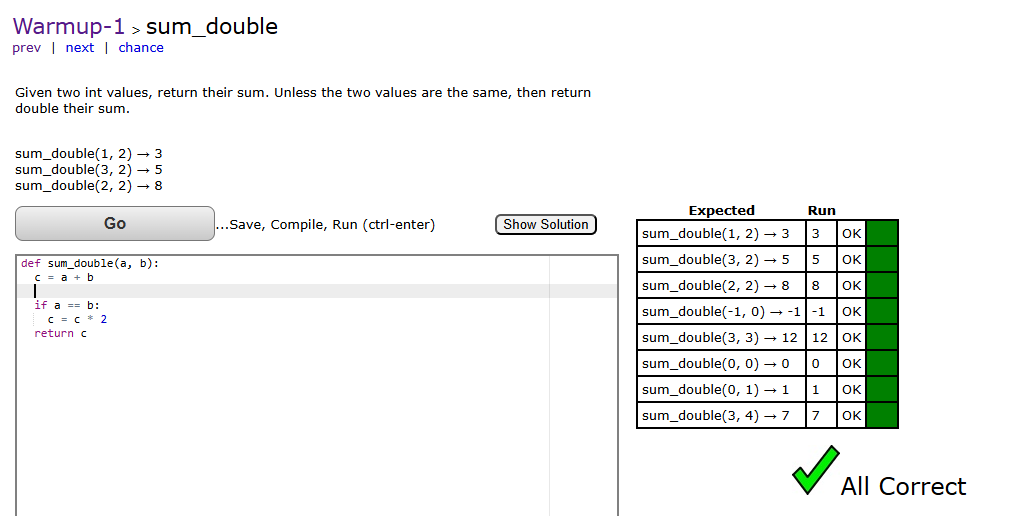 Warmup-1 > sum_double
prev | next | chance
Given two int values, return their sum. Unless the two values are the same, then return
double their sum.
sum_double(1, 2) → 3
sum_double(3, 2) → 5
sum_double(2, 2) → 8
Go
...Save, Compile, Run (ctrl-enter)
Show Solution
def sum_double(a, b):
  c = a + b
  if a == b:
    c = c * 2
  return c
Expected Run
sum_double(1, 2) → 3 3 OK
sum_double(3, 2) → 5 5 OK
sum_double(2, 2) → 8 8 OK
sum_double(-1, 0) → -1 -1 OK
sum_double(3, 3) → 12 12 OK
sum_double(0, 0) → 0 0 OK
sum_double(0, 1) → 1 1 OK
sum_double(3, 4) → 7 7 OK
All Correct